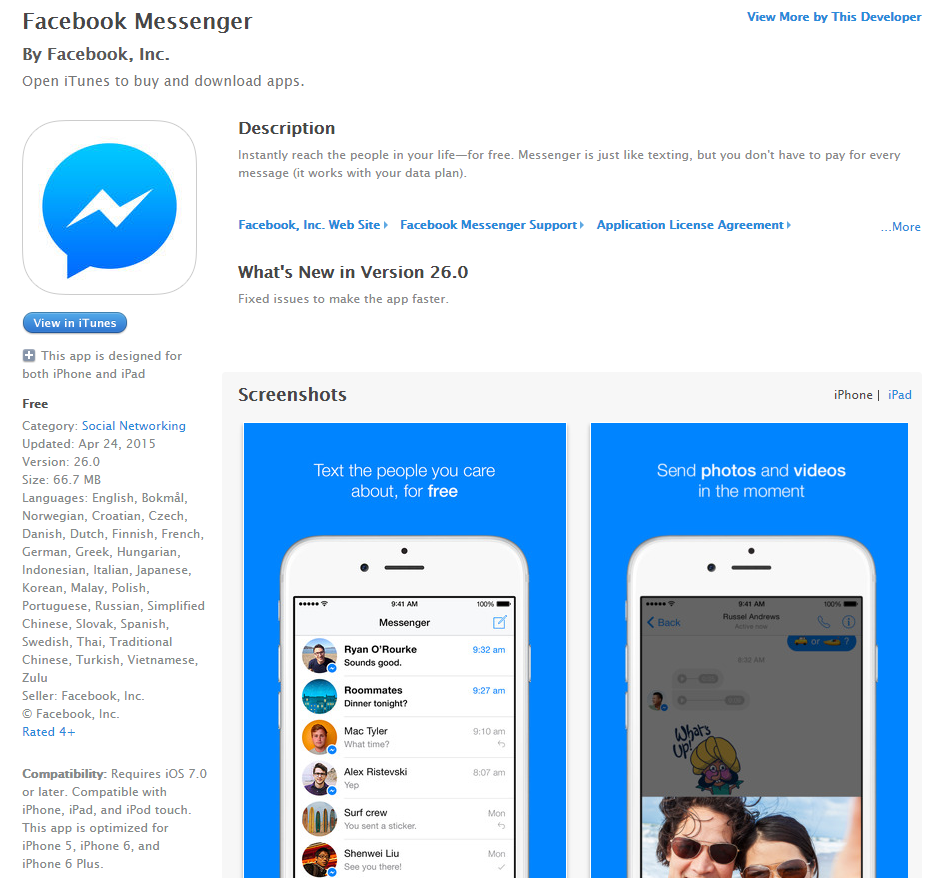 Facebook Messenger
View More by This Developer
By Facebook, Inc.
Open iTunes to buy and download apps.
View in iTunes
This app is designed for
both iPhone and iPad
Free
Category: Social Networking
Updated: Apr 24, 2015
Version: 26.0
Size: 66.7 MB
Languages: English, Bokmål,
Norwegian, Croatian, Czech,
Danish, Dutch, Finnish, French,
German, Greek, Hungarian,
Indonesian, Italian, Japanese,
Korean, Malay, Polish,
Portuguese, Russian, Simplified
Chinese, Slovak, Spanish,
Swedish, Thai, Traditional
Chinese, Turkish, Vietnamese,
Zulu
Seller: Facebook, Inc.
© Facebook, Inc.
Rated 4+
Compatibility: Requires iOS 7.0
or later. Compatible with
iPhone, iPad, and iPod touch.
This app is optimized for
iPhone 5, iPhone 6, and
iPhone 6 Plus.
Description
Instantly reach the people in your life—for free. Messenger is just like texting, but you don't have to pay for every
message (it works with your data plan).
Facebook, Inc. Web Site Facebook Messenger Support Application License Agreement ...More
What's New in Version 26.0
Fixed issues to make the app faster.
Screenshots
iPhone | iPad
Text the people you care
about, for free
9:41 AM 100%
Messenger
Ryan O'Rourke 9:32 am
Sounds good.
Roommates 9:27 am
Dinner tonight?
Mac Tyler 9:10 am
What time?
Alex Ristevski 8:07 am
Yep
Surf crew Mon
You sent a sticker.
Shenwei Liu Mon
See you there!
Send photos and videos
in the moment
9:41 AM 100%
Back Russel Andrews
Active now
or ?
9:32 AM
What's
Up!